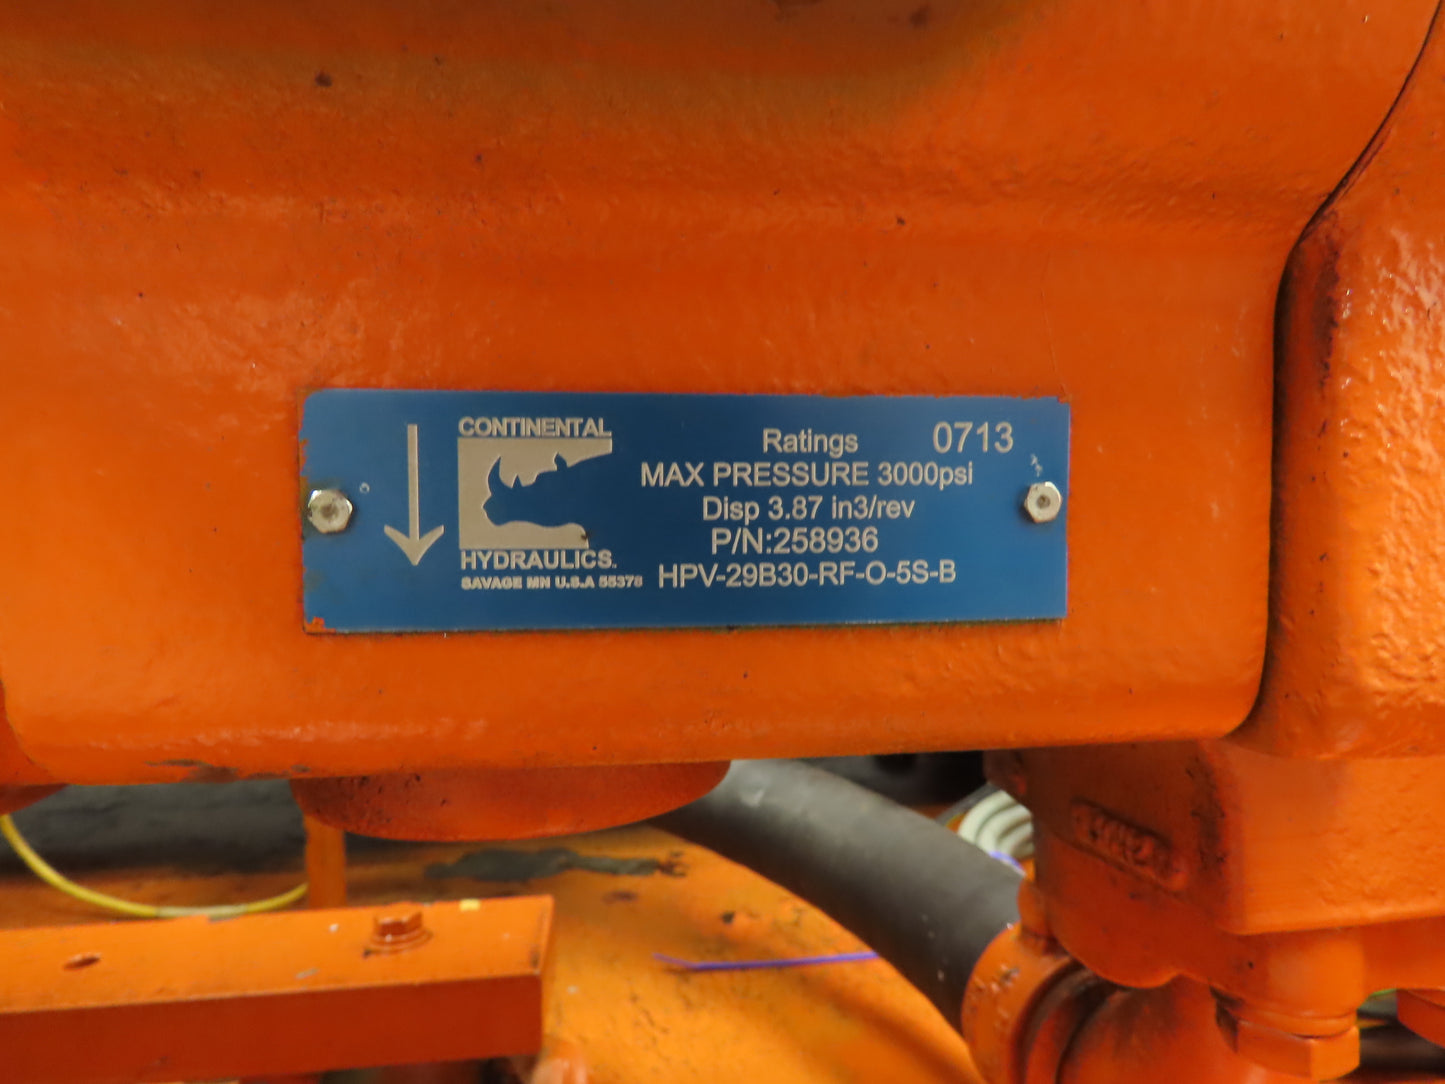 CONTINENTAL
HYDRAULICS.
SAVAGE MN U.S.A 55378
Ratings 0713
MAX PRESSURE 3000psi
Disp 3.87 in3/rev
P/N:258936
HPV-29B30-RF-O-5S-B